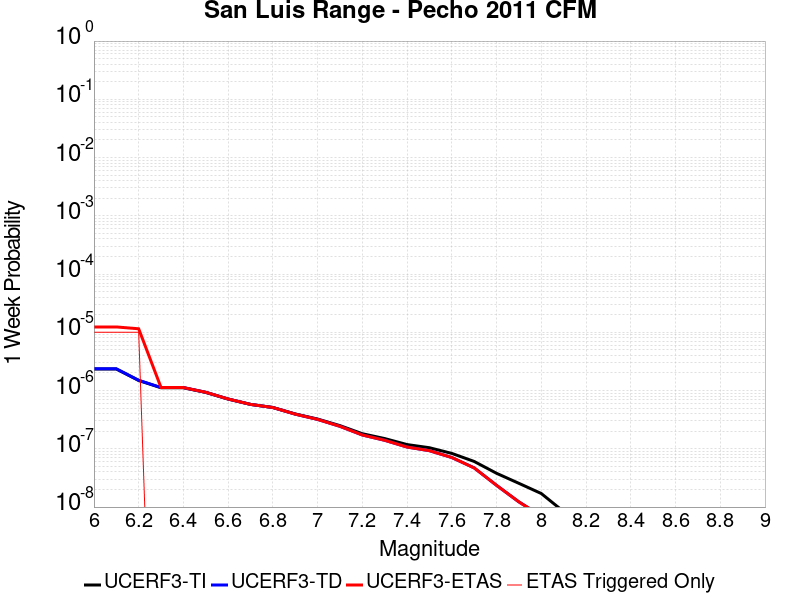 San Luis Range - Pecho 2011 CFM
1 Week Probability
10^0
10^-1
10^-2
10^-3
10^-4
10^-5
10^-6
10^-7
10^-8
6 6.2 6.4 6.6 6.8 7 7.2 7.4 7.6 7.8 8 8.2 8.4 8.6 8.8 9
Magnitude
UCERF3-TI UCERF3-TD UCERF3-ETAS ETAS Triggered Only